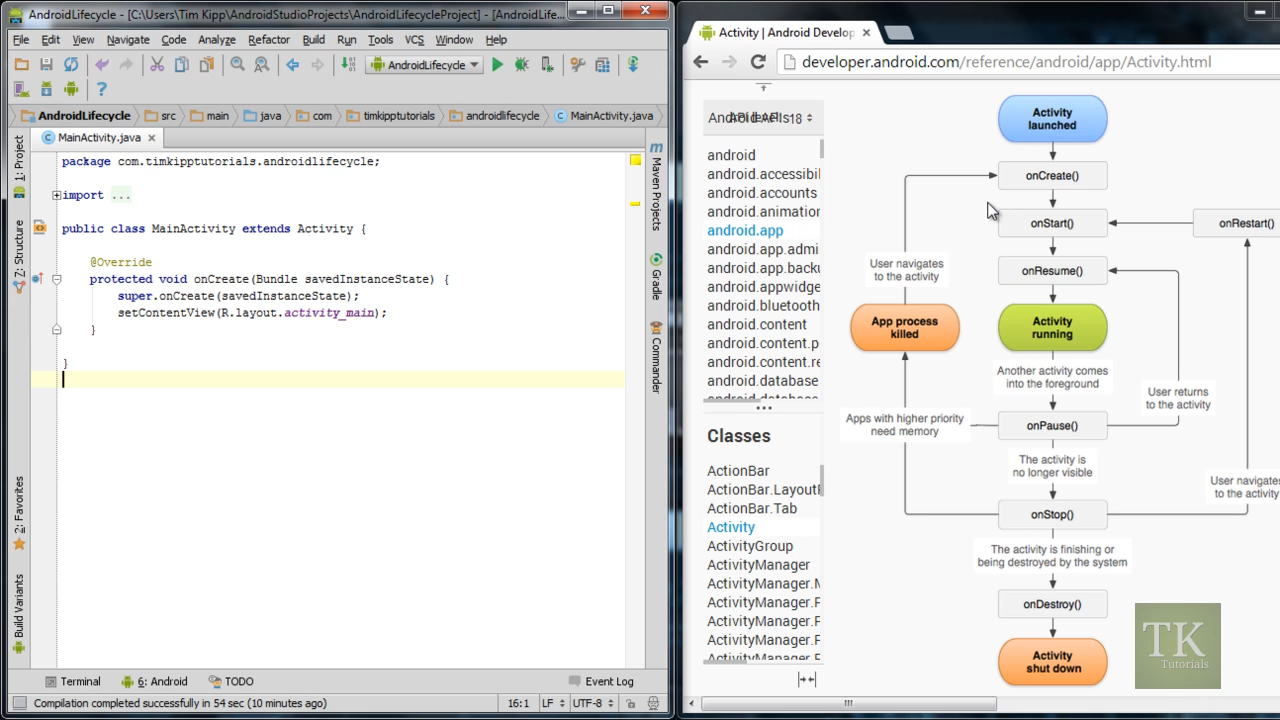 AndroidLifecycle - [C:\Users\Tim Kipp\AndroidStudioProjects\AndroidLifecycleProject] - [AndroidLife...
File Edit View Navigate Code Analyze Refactor Build Run Tools VCS Window Help
AndroidLifecycle
AndroidLifecycle src main java com timkipptutorials androidlifecycle MainActivity.java
MainActivity.java
1: Project
7: Structure
2: Favorites
Build Variants
package com.timkipptutorials.androidlifecycle;
import ...
public class MainActivity extends Activity {
@Override
protected void onCreate(Bundle savedInstanceState) {
super.onCreate(savedInstanceState);
setContentView(R.layout.activity_main);
}
}
Maven Projects
Gradle
Commander
Terminal 6: Android TODO Event Log
Compilation completed successfully in 54 sec (10 minutes ago) 16:1 LF UTF-8
Activity | Android Develop
developer.android.com/reference/android/app/Activity.html
android
android.accessibil
android.accounts
android.animation
android.app
android.app.admi
android.app.backu
android.appwidge
android.bluetooth
android.content
android.content.p
android.content.re
android.database
Classes
ActionBar
ActionBar.LayoutP
ActionBar.Tab
Activity
ActivityGroup
ActivityManager
ActivityManager.M
ActivityManager.P
ActivityManager.R
ActivityManager.R
Activity
launched
onCreate()
onStart()
onRestart()
onResume()
User navigates
to the activity
App process
killed
Activity
running
Another activity comes
into the foreground
User returns
to the activity
Apps with higher priority
need memory
onPause()
The activity is
no longer visible
User navigates
to the activity
onStop()
The activity is finishing or
being destroyed by the system
onDestroy()
Activity
shut down
TK
Tutorials